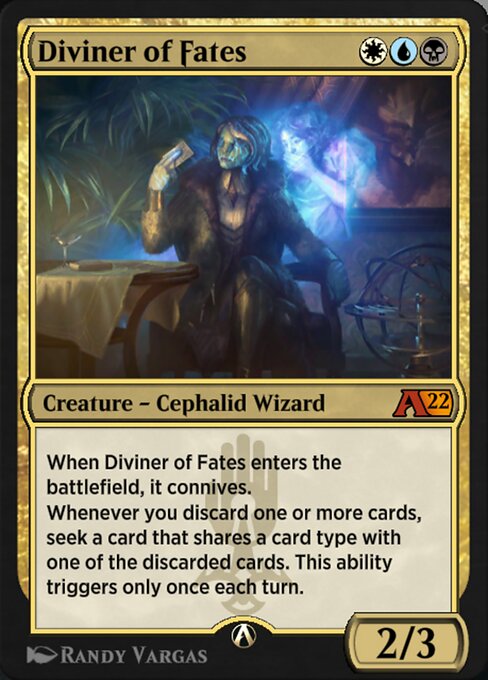 Diviner of Fates
Creature – Cephalid Wizard
A22
When Diviner of Fates enters the
battlefield, it connives.
Whenever you discard one or more cards,
seek a card that shares a card type with
one of the discarded cards. This ability
triggers only once each turn.
2/3
RANDY VARGAS